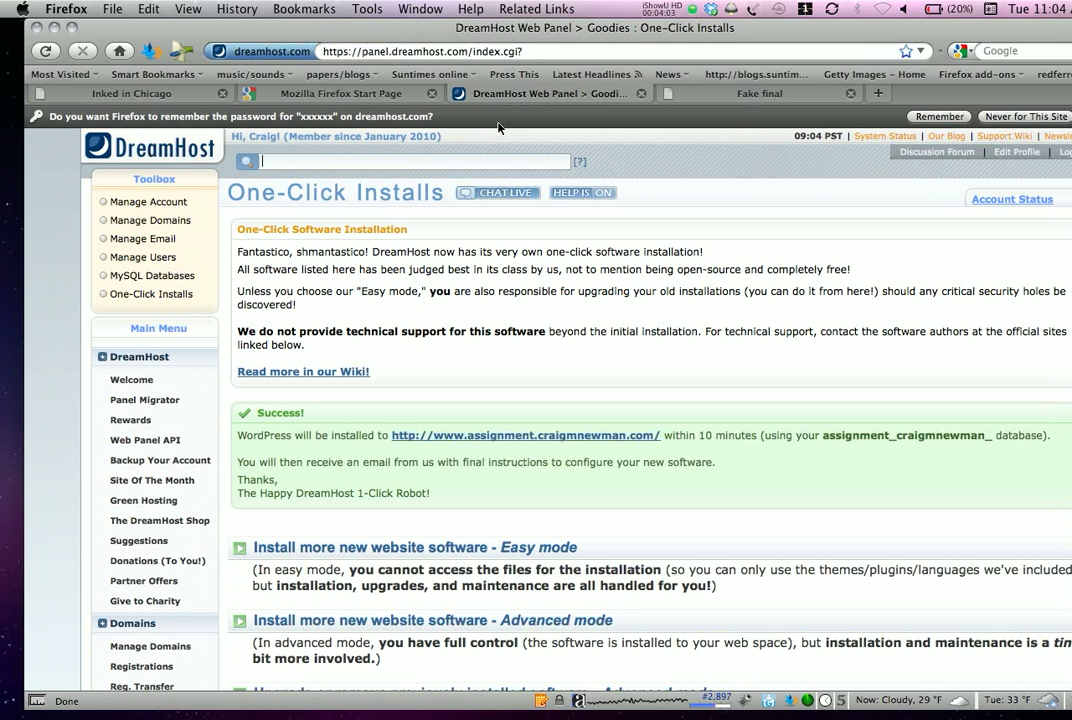 Firefox File Edit View History Bookmarks Tools Window Help Related Links iShowU HD 00:04:03 (20%) Tue 11:04
DreamHost Web Panel > Goodies : One-Click Installs
dreamhost.com https://panel.dreamhost.com/index.cgi? Google
Most Visited Smart Bookmarks music/sounds papers/blogs Suntimes online Press This Latest Headlines News http://blogs.suntim... Getty Images - Home Firefox add-ons redferr
Inked in Chicago Mozilla Firefox Start Page DreamHost Web Panel > Goodi... Fake final
Do you want Firefox to remember the password for "xxxxxx" on dreamhost.com? Remember Never for This Site
Hi, Craig! (Member since January 2010) 09:04 PST | System Status | Our Blog | Support Wiki | Newsle
DreamHost
[?] Discussion Forum | Edit Profile | Log
Toolbox
Manage Account
Manage Domains
Manage Email
Manage Users
MySQL Databases
One-Click Installs
Main Menu
DreamHost
Welcome
Panel Migrator
Rewards
Web Panel API
Backup Your Account
Site Of The Month
Green Hosting
The DreamHost Shop
Suggestions
Donations (To You!)
Partner Offers
Give to Charity
Domains
Manage Domains
Registrations
Reg. Transfer
One-Click Installs CHAT LIVE HELP IS ON
Account Status
One-Click Software Installation
Fantastico, shmantastico! DreamHost now has its very own one-click software installation!
All software listed here has been judged best in its class by us, not to mention being open-source and completely free!
Unless you choose our "Easy mode," you are also responsible for upgrading your old installations (you can do it from here!) should any critical security holes be
discovered!
We do not provide technical support for this software beyond the initial installation. For technical support, contact the software authors at the official sites
linked below.
Read more in our Wiki!
Success!
WordPress will be installed to http://www.assignment.craigmnewman.com/ within 10 minutes (using your assignment_craigmnewman_ database).
You will then receive an email from us with final instructions to configure your new software.
Thanks,
The Happy DreamHost 1-Click Robot!
Install more new website software - Easy mode
(In easy mode, you cannot access the files for the installation (so you can only use the themes/plugins/languages we've included
but installation, upgrades, and maintenance are all handled for you!)
Install more new website software - Advanced mode
(In advanced mode, you have full control (the software is installed to your web space), but installation and maintenance is a tin
bit more involved.)
Done #2,897 5 Now: Cloudy, 29 °F Tue: 33 °F